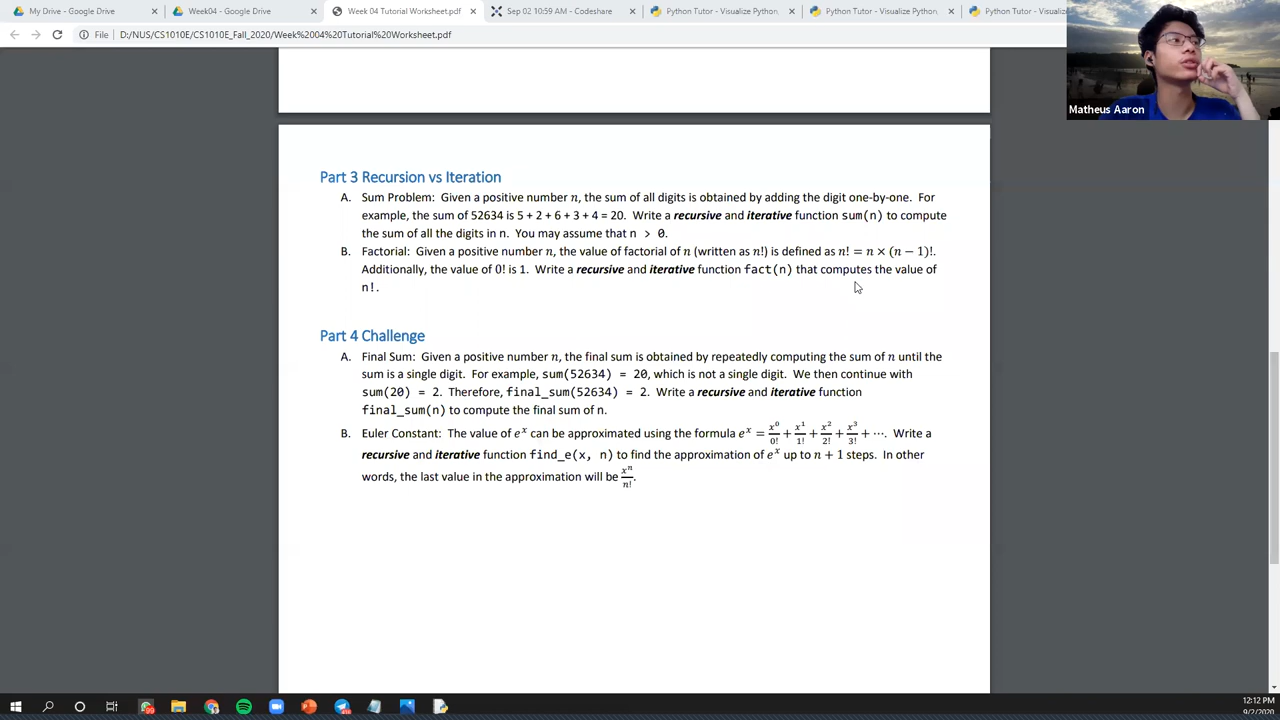 My Drive - Google Drive
Week04 - Google Drive
Week 04 Tutorial Worksheet.pdf
Sep 02 10:59 AM - Codeshare
Python Tutor - Visualize Python,
Python Tutor - Visualize Python,
Python Tutor - Visualiz
File
D:/NUS/CS1010E/CS1010E_Fall_2020/Week%2004%20Tutorial%20Worksheet.pdf
Matheus Aaron
Part 3 Recursion vs Iteration
A. Sum Problem: Given a positive number n, the sum of all digits is obtained by adding the digit one-by-one. For
example, the sum of 52634 is 5 + 2 + 6 + 3 + 4 = 20. Write a recursive and iterative function sum(n) to compute
the sum of all the digits in n. You may assume that n > 0.
B. Factorial: Given a positive number n, the value of factorial of n (written as n!) is defined as n! = n × (n − 1)!.
Additionally, the value of 0! is 1. Write a recursive and iterative function fact(n) that computes the value of
n!.
Part 4 Challenge
A. Final Sum: Given a positive number n, the final sum is obtained by repeatedly computing the sum of n until the
sum is a single digit. For example, sum(52634) = 20, which is not a single digit. We then continue with
sum(20) = 2. Therefore, final_sum(52634) = 2. Write a recursive and iterative function
final_sum(n) to compute the final sum of n.
B. Euler Constant: The value of e^x can be approximated using the formula e^x = x^0/0! + x^1/1! + x^2/2! + x^3/3! + ⋯. Write a
recursive and iterative function find_e(x, n) to find the approximation of e^x up to n + 1 steps. In other
words, the last value in the approximation will be x^n/n!.
12:12 PM
9/2/2020